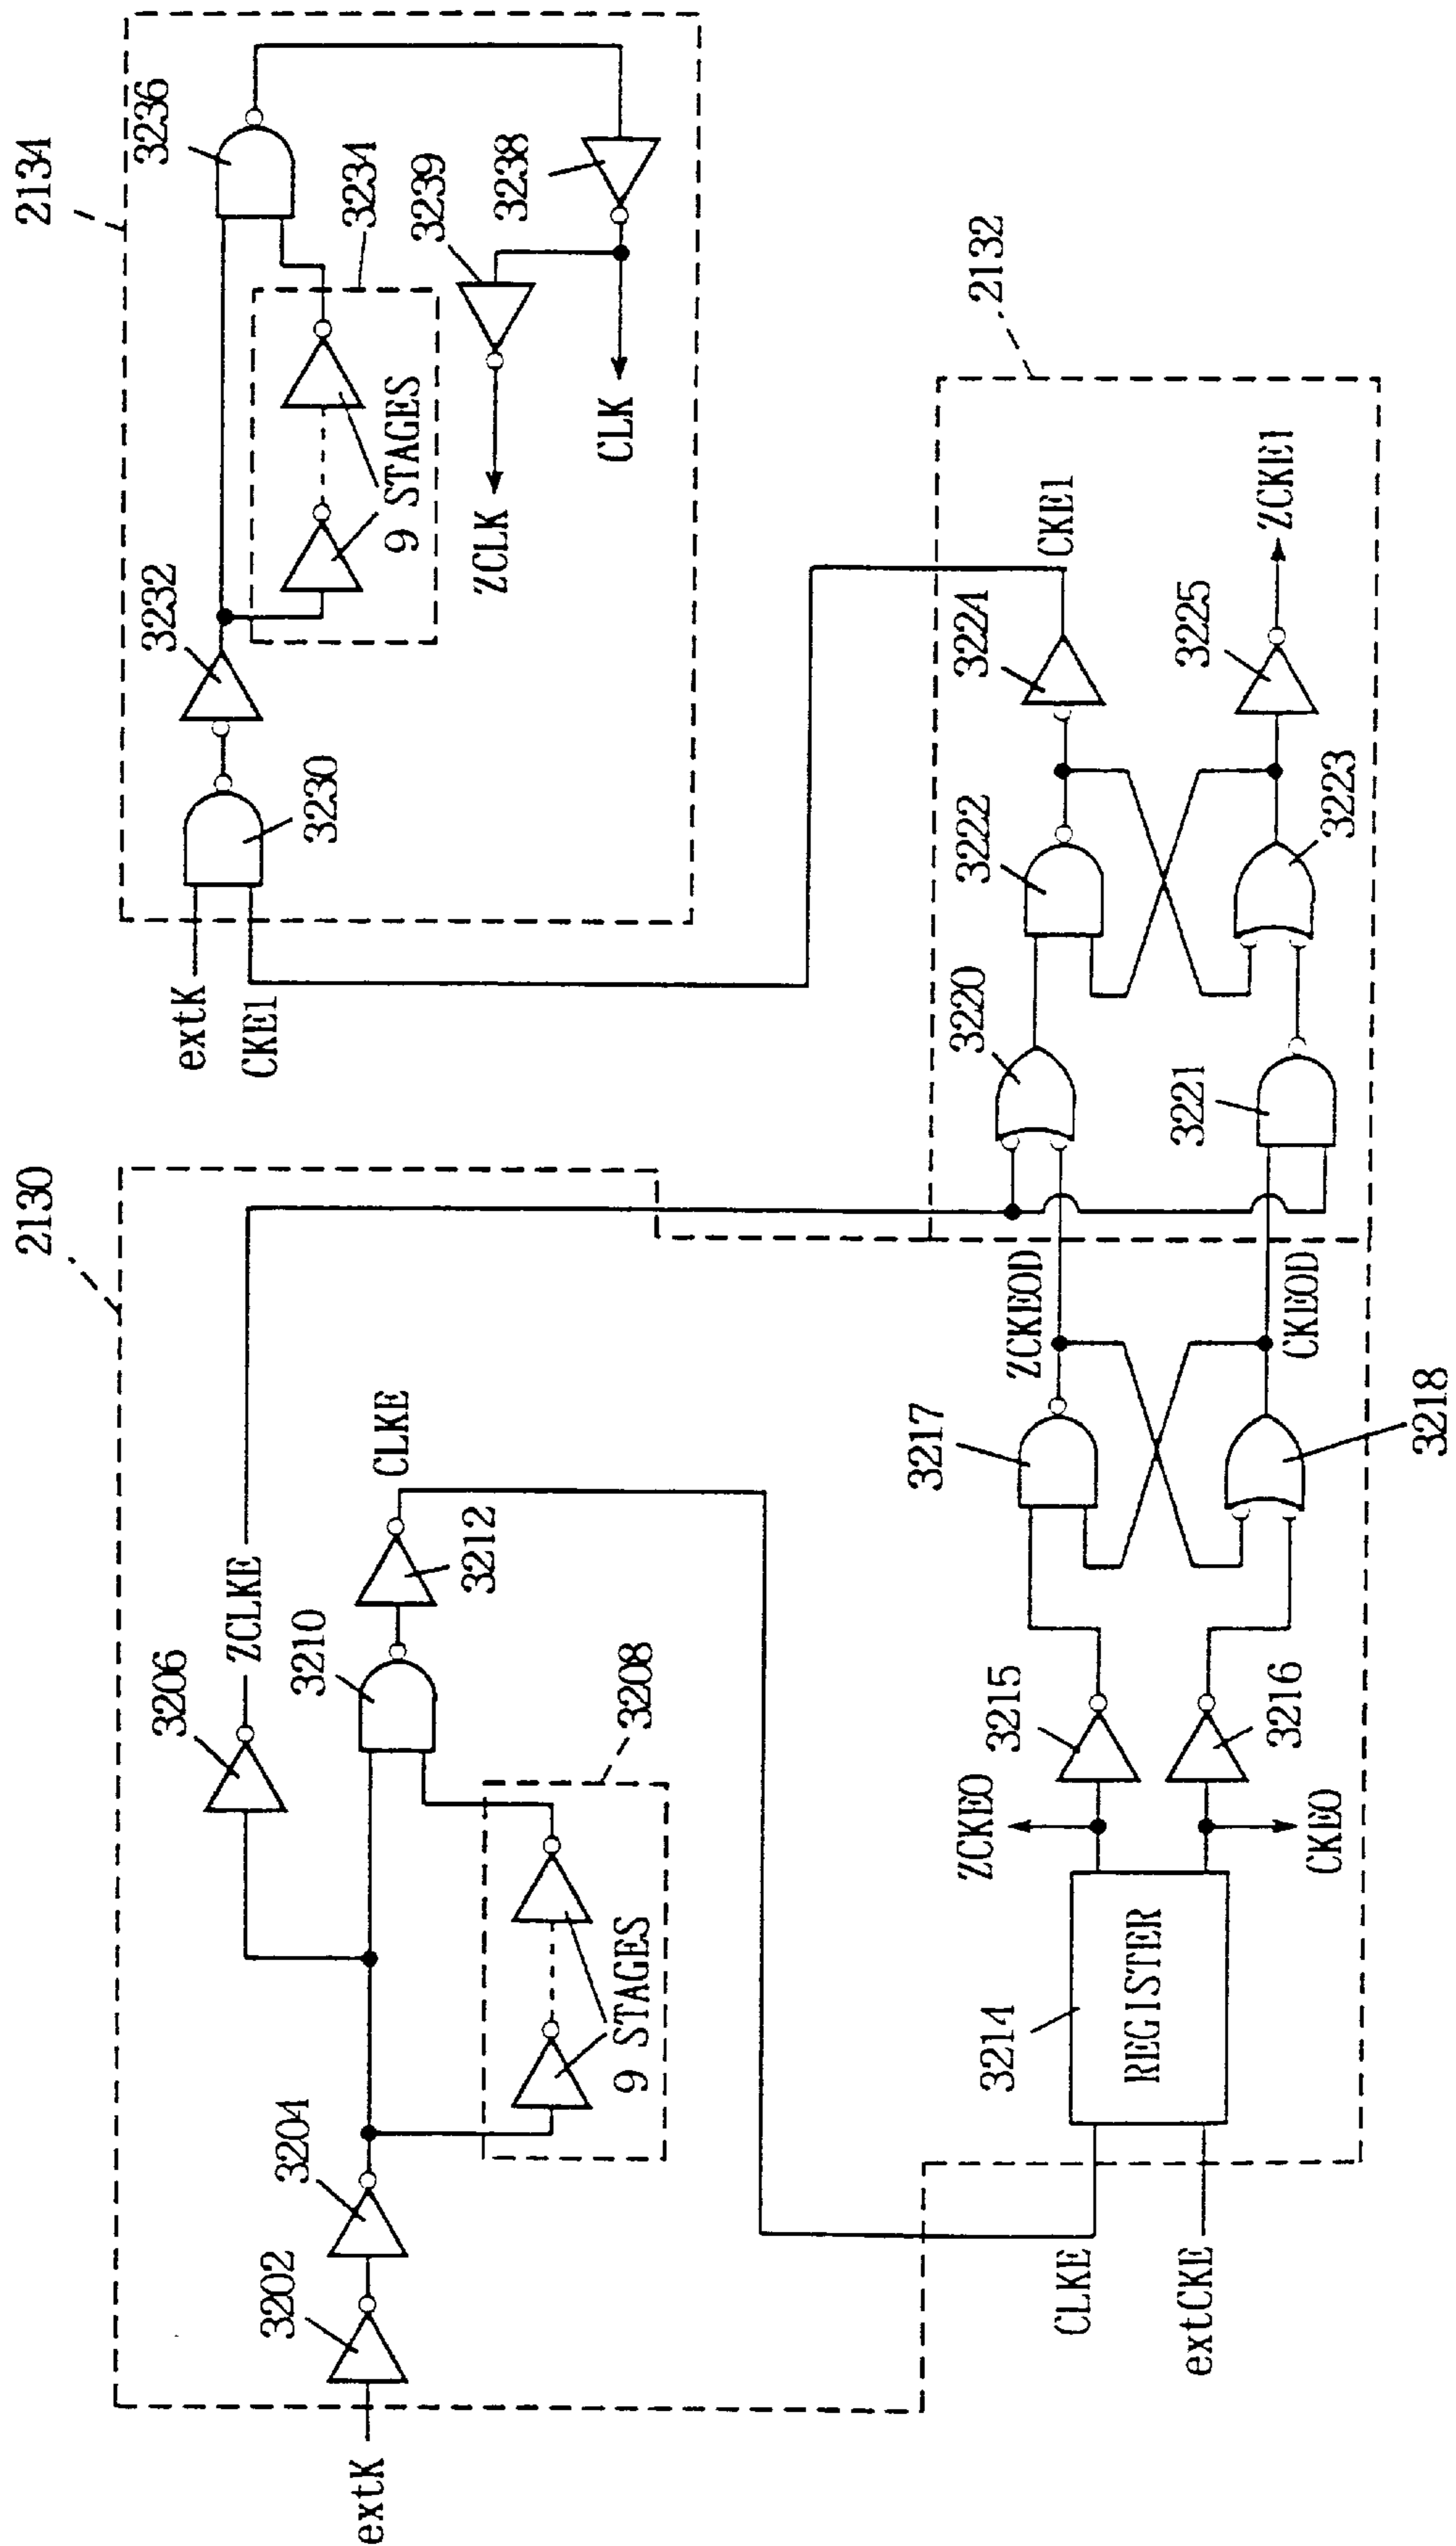 2130
extK
3202
3204
3206
ZCLKE
3210
3212
CLKE
9 STAGES
3208
CLKE
extCKE
3214
REGISTER
ZCKE0
CKE0
3215
3216
3217
3218
ZCKE0D
CKE0D
2134
extK
CKE1
3230
3232
9 STAGES
3234
3236
3239
3238
ZCLK
CLK
2132
3220
3221
3222
3223
3224
3225
CKE1
ZCKE1